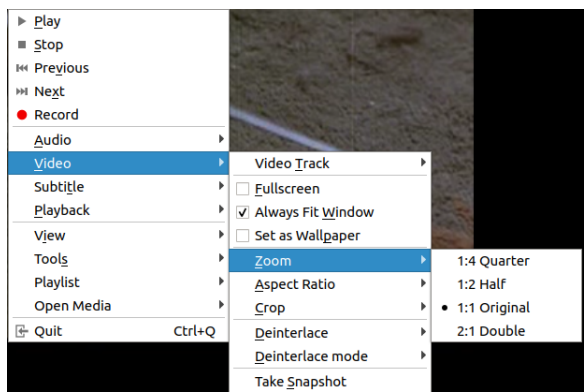 Play
Stop
Previous
Next
Record
Audio
Video
Subtitle
Playback
View
Tools
Playlist
Open Media
Quit Ctrl+Q
Video Track
Fullscreen
Always Fit Window
Set as Wallpaper
Zoom
Aspect Ratio
Crop
Deinterlace
Deinterlace mode
Take Snapshot
1:4 Quarter
1:2 Half
1:1 Original
2:1 Double